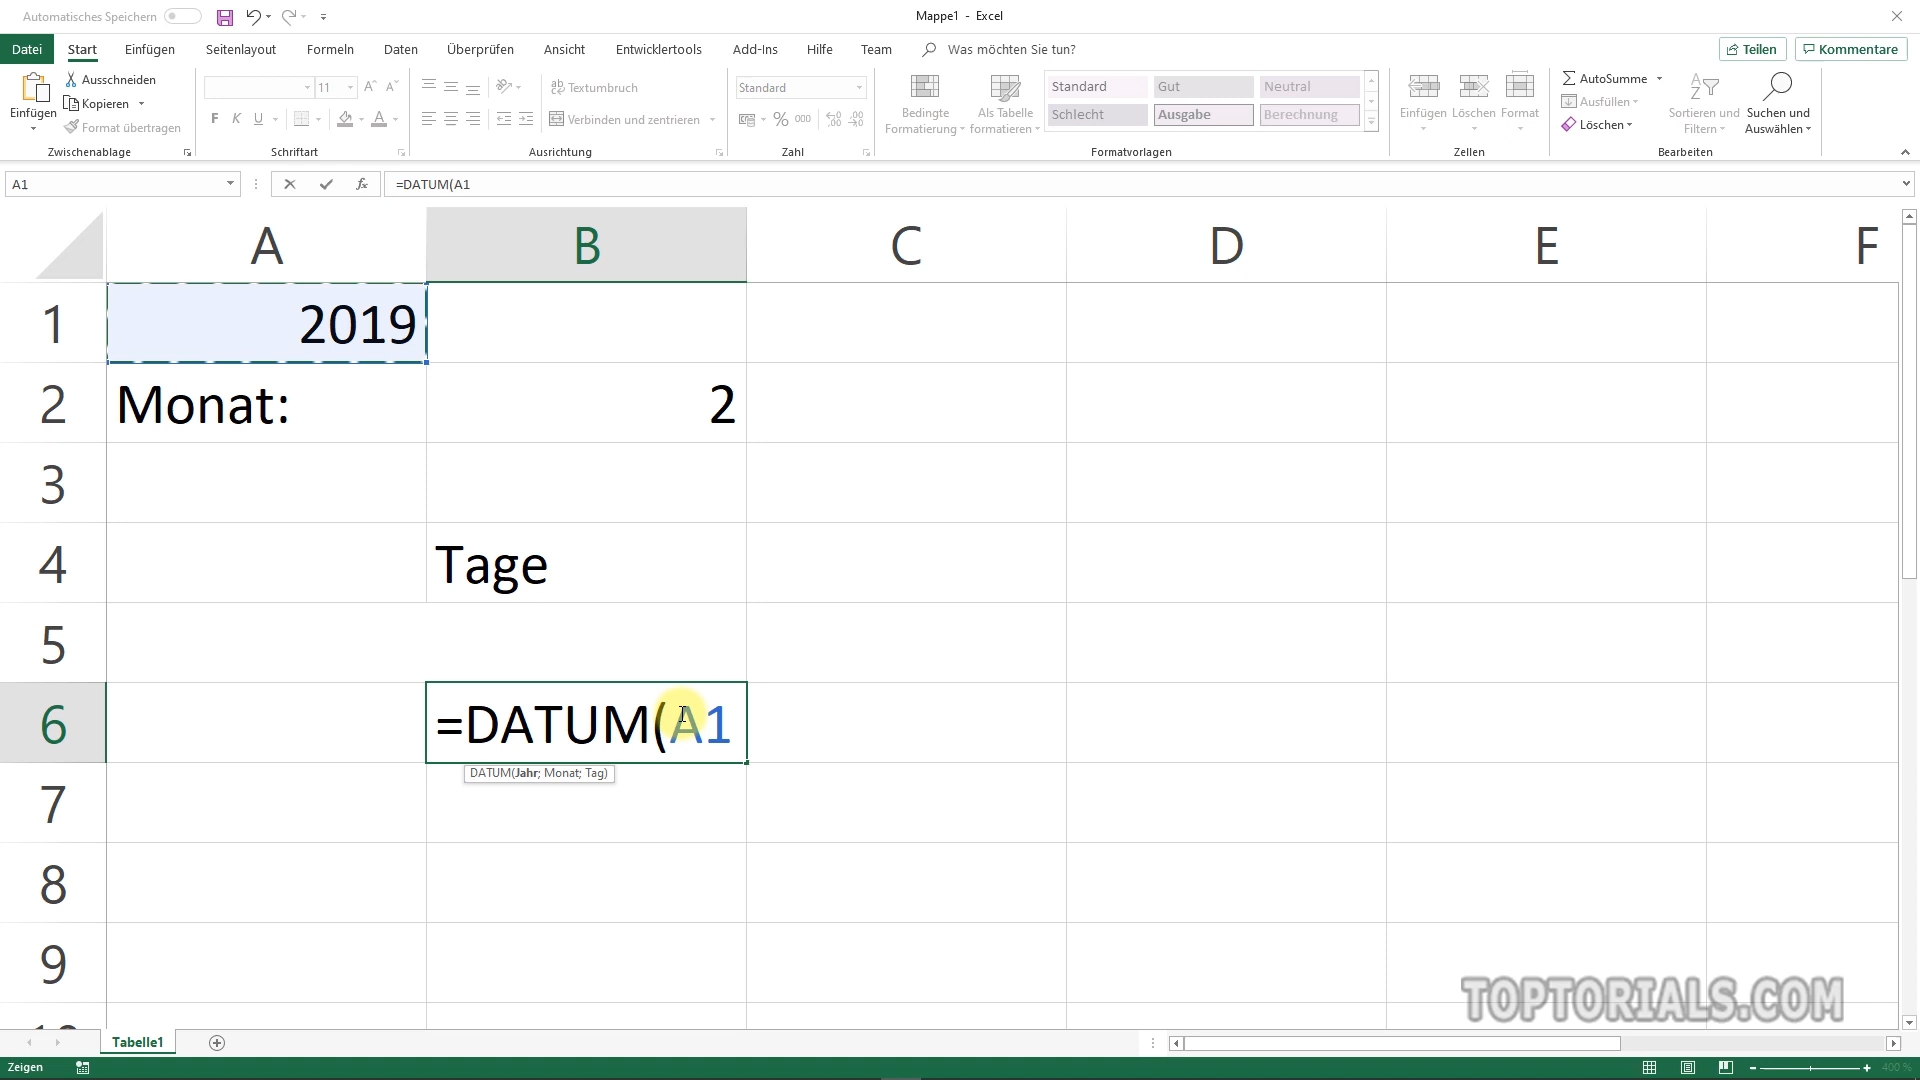 Automatisches Speichern
Mappe1 - Excel
Datei Start Einfügen Seitenlayout Formeln Daten Überprüfen Ansicht Entwicklertools Add-Ins Hilfe Team Was möchten Sie tun? Teilen Kommentare
Einfügen
Ausschneiden
Kopieren
Format übertragen
Zwischenablage
11
F K U
Schriftart
Textumbruch
Verbinden und zentrieren
Ausrichtung
Standard
% 000
Zahl
Bedingte
Formatierung
Als Tabelle
formatieren
Standard Gut Neutral
Schlecht Ausgabe Berechnung
Formatvorlagen
Einfügen Löschen Format
Zellen
AutoSumme
Ausfüllen
Löschen
Sortieren und
Filtern
Suchen und
Auswählen
Bearbeiten
A1 fx =DATUM(A1
A B C D E F
1 2019
2 Monat: 2
3
4 Tage
5
6 =DATUM(A1
DATUM(Jahr; Monat; Tag)
7
8
9
10
TOPTORIALS.COM
Tabelle1
Zeigen
400 %